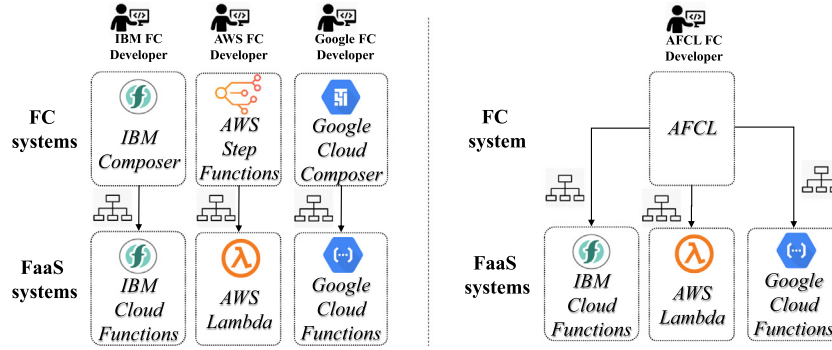 IBM FC
Developer
AWS FC
Developer
Google FC
Developer
FC
systems
IBM
Composer
AWS
Step
Functions
Google
Cloud
Composer
FaaS
systems
IBM
Cloud
Functions
AWS
Lambda
Google
Cloud
Functions
AFCL FC
Developer
FC
system
AFCL
FaaS
systems
IBM
Cloud
Functions
AWS
Lambda
Google
Cloud
Functions